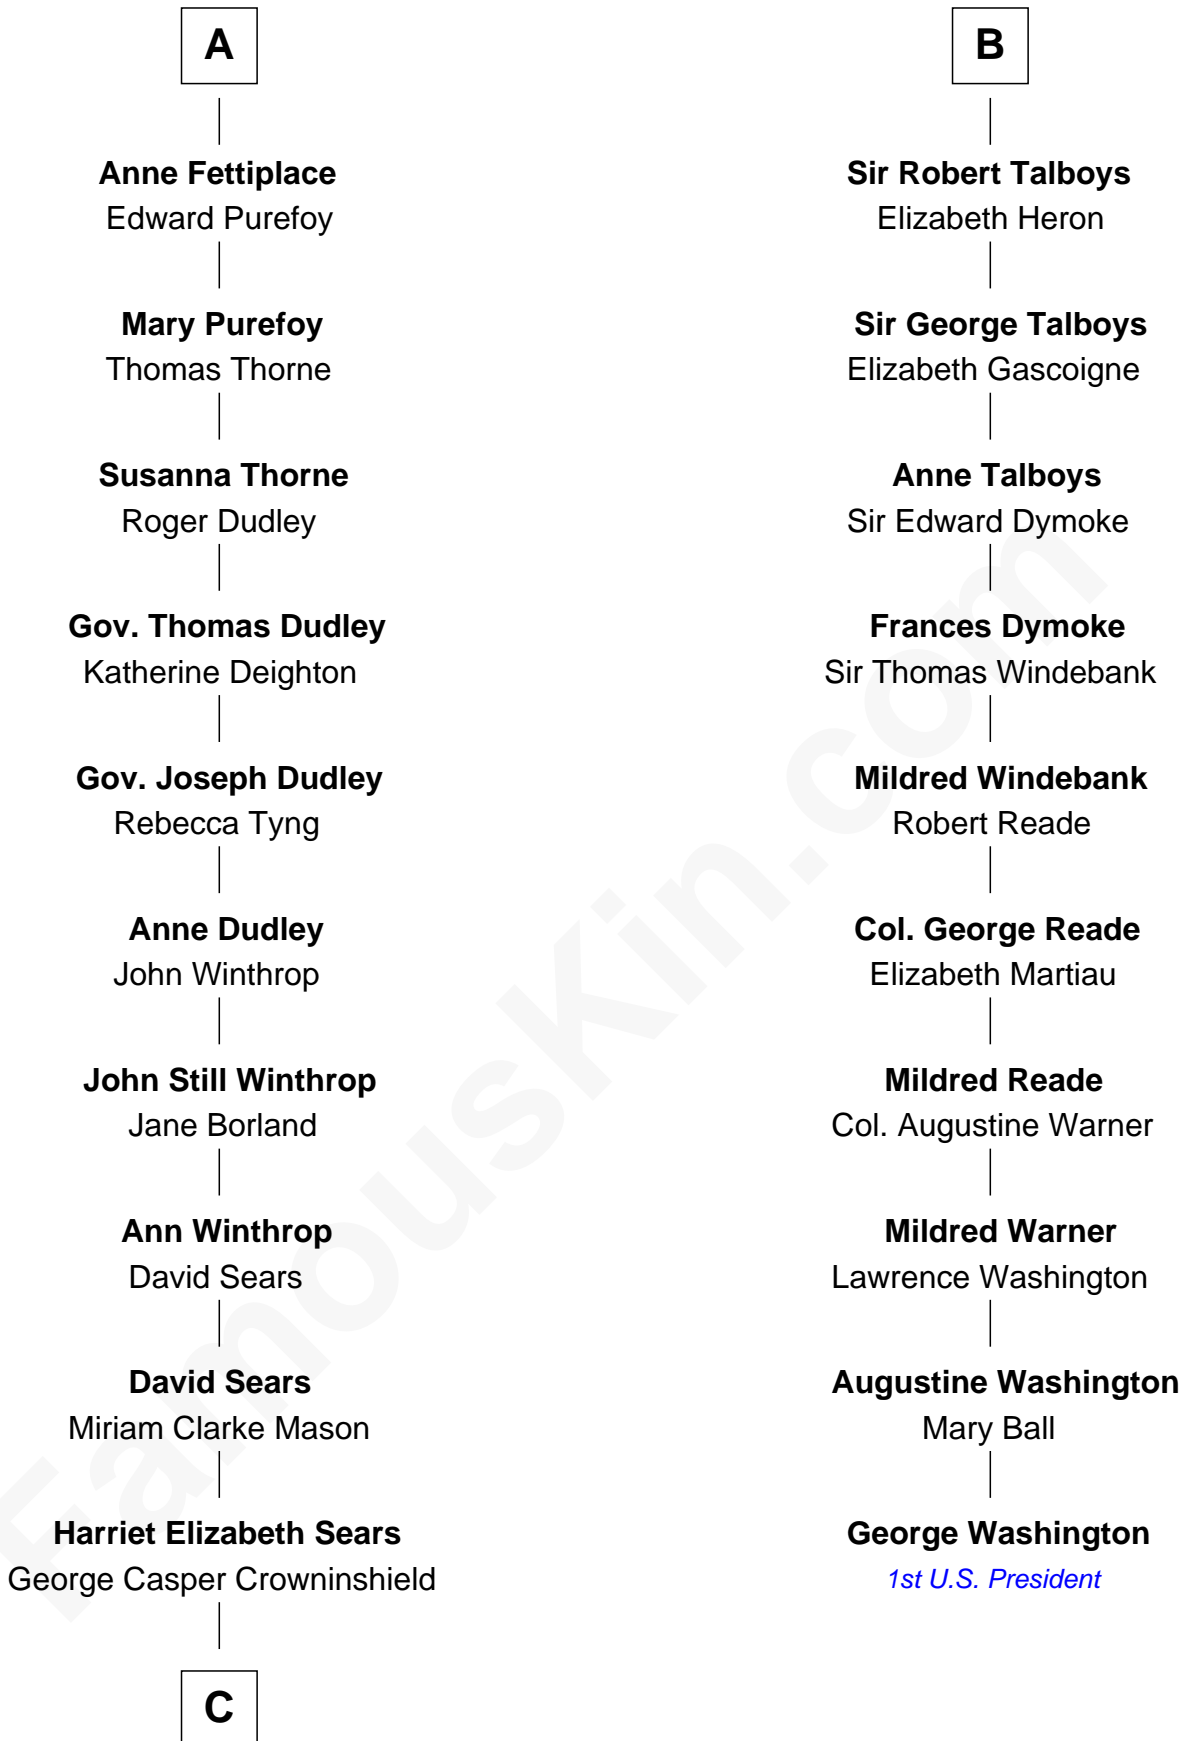 A
Anne Fettiplace
Edward Purefoy
Mary Purefoy
Thomas Thorne
Susanna Thorne
Roger Dudley
Gov. Thomas Dudley
Katherine Deighton
Gov. Joseph Dudley
Rebecca Tyng
Anne Dudley
John Winthrop
John Still Winthrop
Jane Borland
Ann Winthrop
David Sears
David Sears
Miriam Clarke Mason
Harriet Elizabeth Sears
George Casper Crowninshield
C
B
Sir Robert Talboys
Elizabeth Heron
Sir George Talboys
Elizabeth Gascoigne
Anne Talboys
Sir Edward Dymoke
Frances Dymoke
Sir Thomas Windebank
Mildred Windebank
Robert Reade
Col. George Reade
Elizabeth Martiau
Mildred Reade
Col. Augustine Warner
Mildred Warner
Lawrence Washington
Augustine Washington
Mary Ball
George Washington
1st U.S. President
FamousKin.com